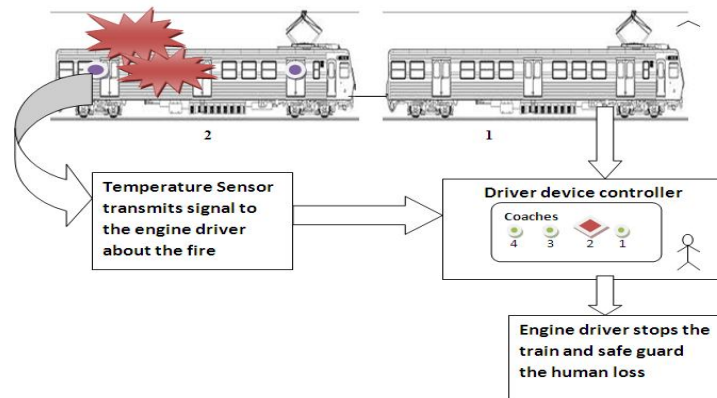 2
1
Temperature Sensor
transmits signal to
the engine driver
about the fire
Driver device controller
Coaches
4 3 2 1
Engine driver stops the
train and safe guard
the human loss